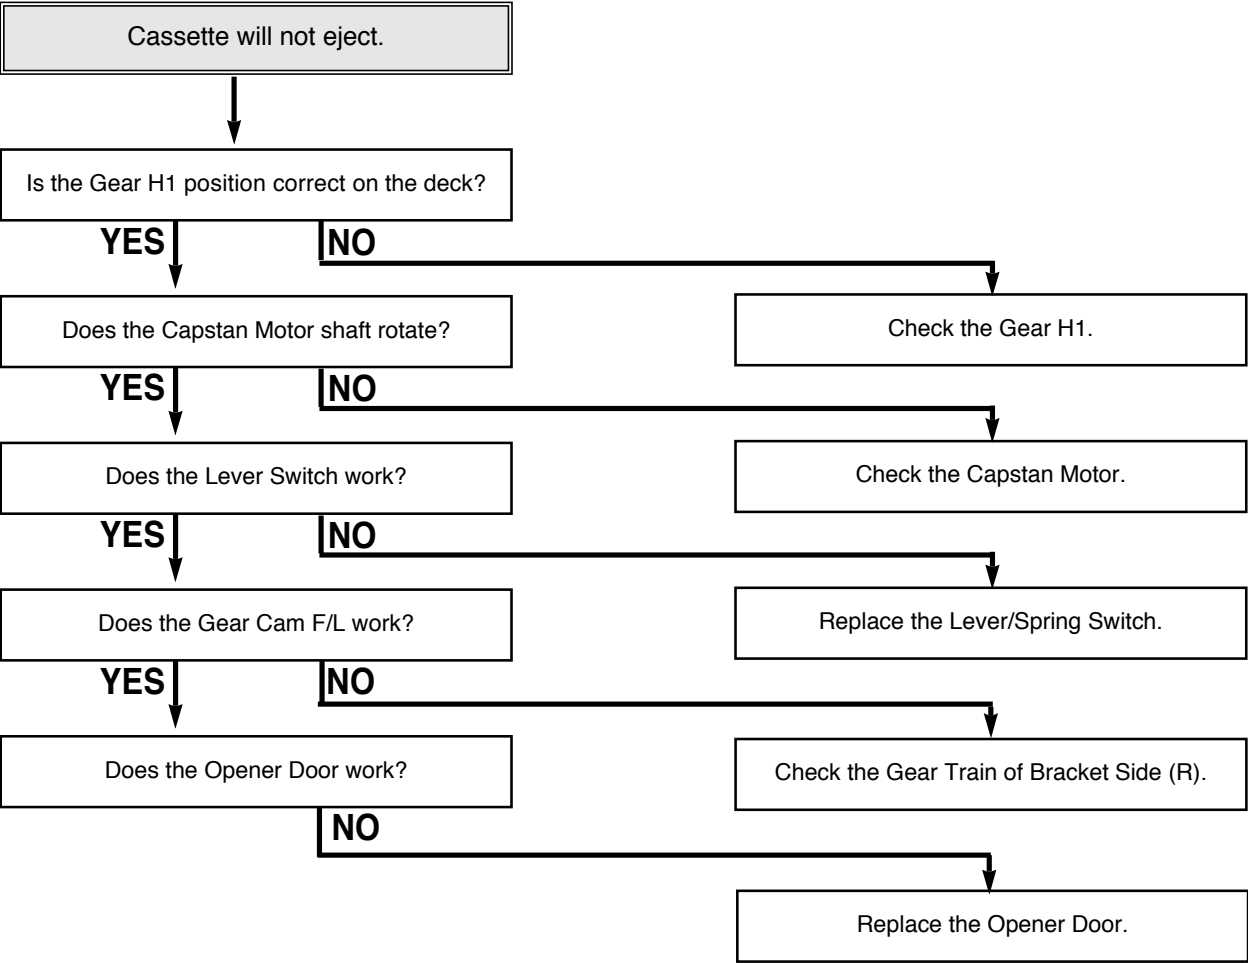 Cassette will not eject.
Is the Gear H1 position correct on the deck?
YES
NO
Does the Capstan Motor shaft rotate?
Check the Gear H1.
YES
NO
Does the Lever Switch work?
Check the Capstan Motor.
YES
NO
Does the Gear Cam F/L work?
Replace the Lever/Spring Switch.
YES
NO
Does the Opener Door work?
Check the Gear Train of Bracket Side (R).
NO
Replace the Opener Door.